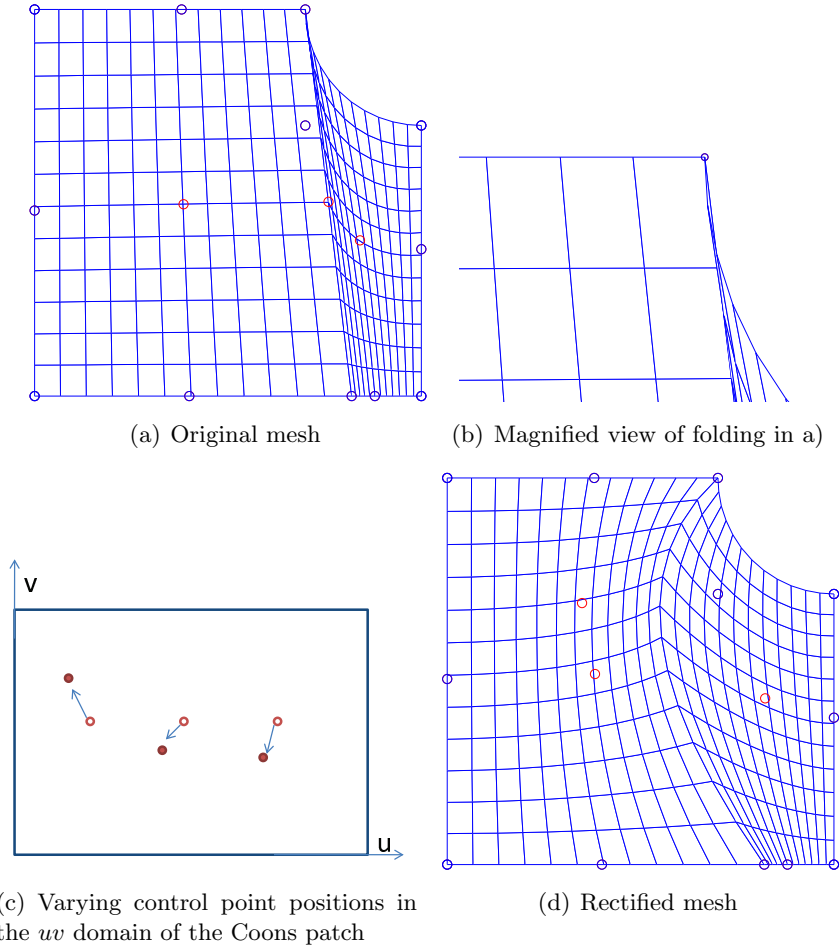 (a) Original mesh
(b) Magnified view of folding in a)
v
u
(c) Varying control point positions in
the uv domain of the Coons patch
(d) Rectified mesh